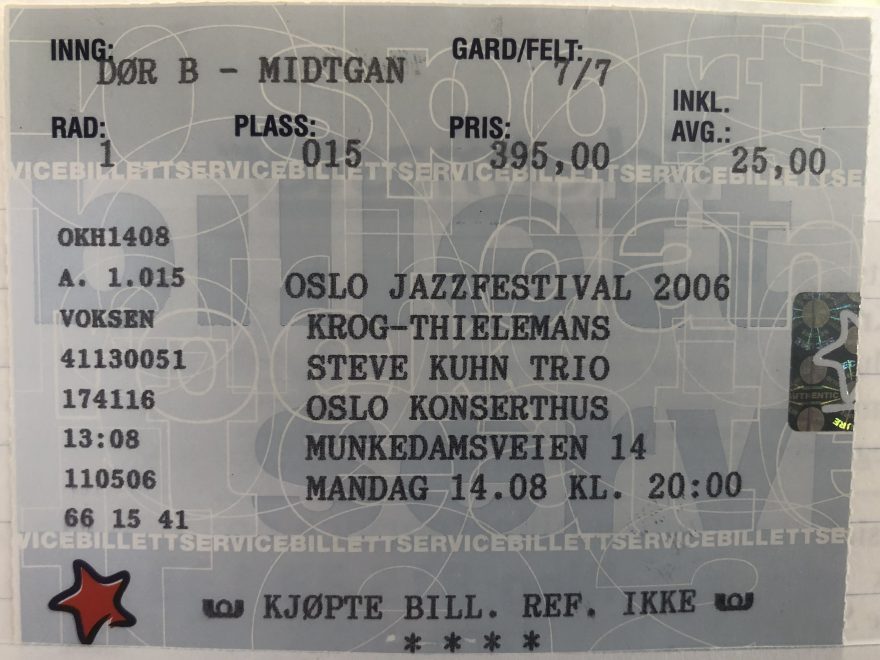 INNG: GARD/FELT:
DØR B - MIDTGAN 7/7
INKL.
RAD: PLASS: PRIS: AVG.:
1 015 395,00 25,00
VICEBILLETTSERVICEBILLETTSERVICEBILLETTSERVICEBILLETTSE
OKH1408
A. 1.015 OSLO JAZZFESTIVAL 2006
VOKSEN KROG-THIELEMANS
41130051 STEVE KUHN TRIO
174116 OSLO KONSERTHUS
13:08 MUNKEDAMSVEIEN 14
110506 MANDAG 14.08 KL. 20:00
66 15 41
VICEBILLETTSERVICEBILLETTSERVICEBILLETTSERVICEBILLETTSE
KJØPTE BILL. REF. IKKE
* * * *